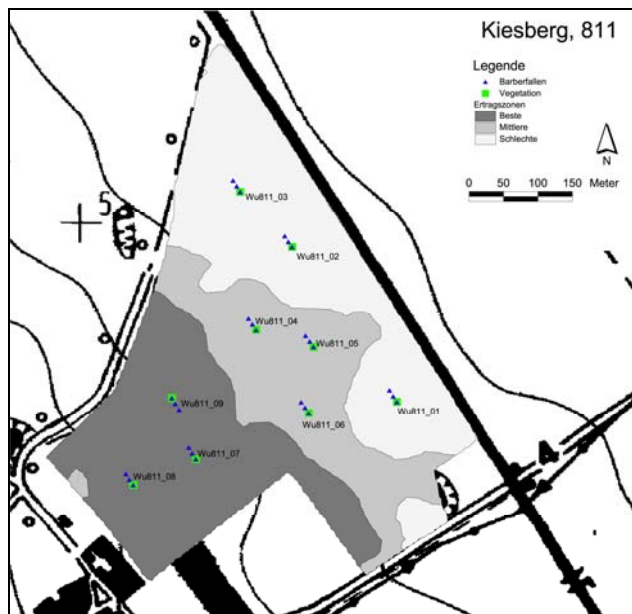 Kiesberg, 811
Legende
Barberfallen
Vegetation
Ertragszonen
Beste
Mittlere
Schlechte
N
0 50 100 150 Meter
5
Wu811_03
Wu811_02
Wu811_04
Wu811_05
Wu811_09
Wu811_01
Wu811_06
Wu811_07
Wu811_08